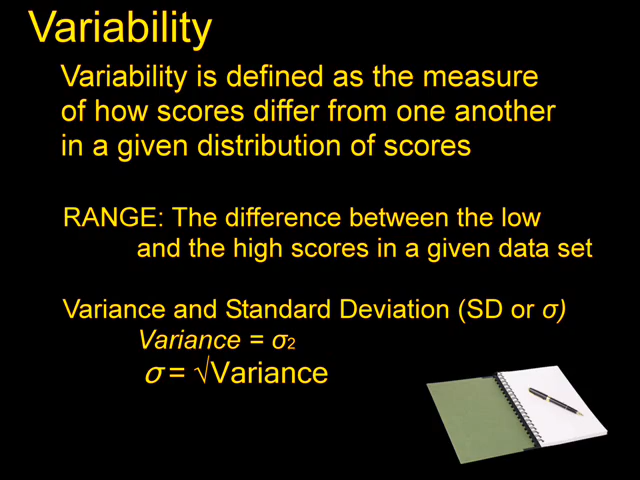 Variability
Variability is defined as the measure
of how scores differ from one another
in a given distribution of scores
RANGE: The difference between the low
and the high scores in a given data set
Variance and Standard Deviation (SD or σ)
Variance = σ2
σ = √Variance